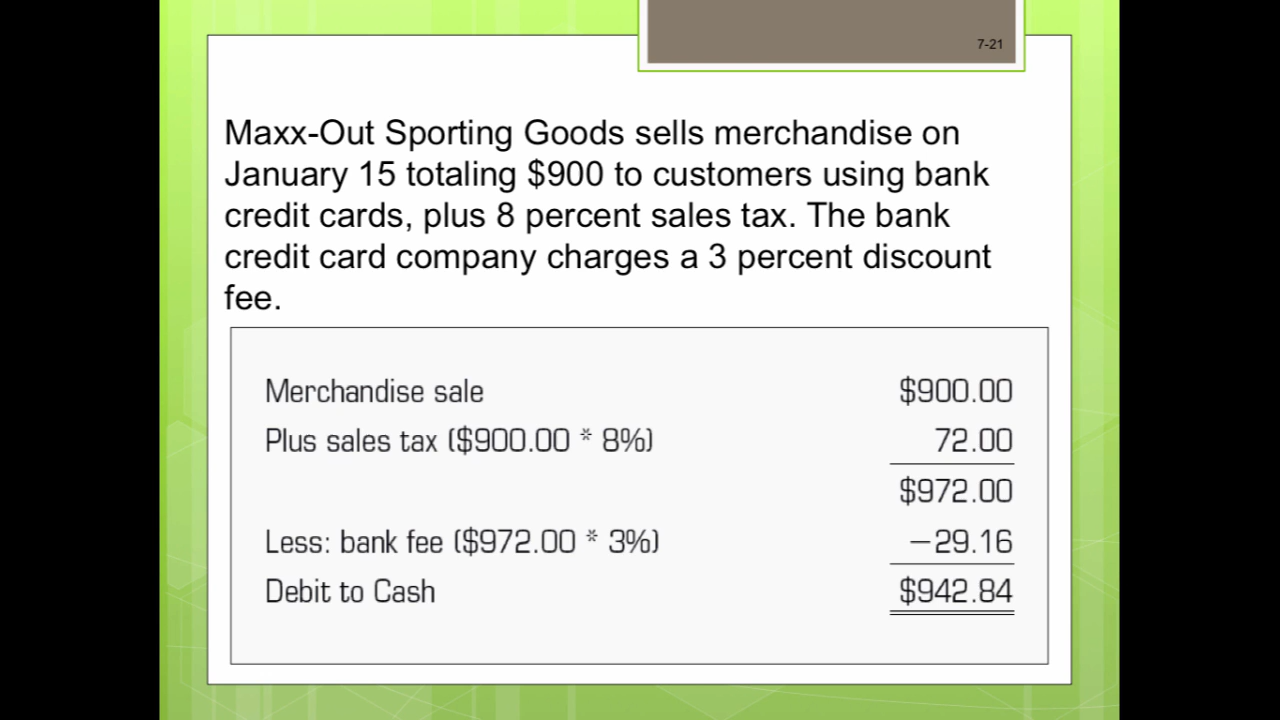 7-21
Maxx-Out Sporting Goods sells merchandise on
January 15 totaling $900 to customers using bank
credit cards, plus 8 percent sales tax. The bank
credit card company charges a 3 percent discount
fee.
Merchandise sale $900.00
Plus sales tax ($900.00 * 8%) 72.00
$972.00
Less: bank fee ($972.00 * 3%) −29.16
Debit to Cash $942.84